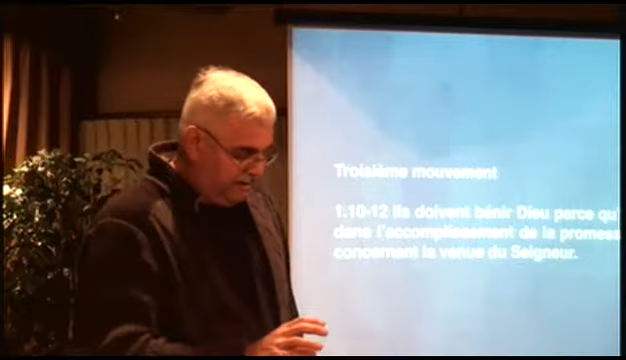 Troisième mouvement
1.10-12 Ils doivent bénir Dieu parce qu'
dans l'accomplissement de la promess
concernant la venue du Seigneur.